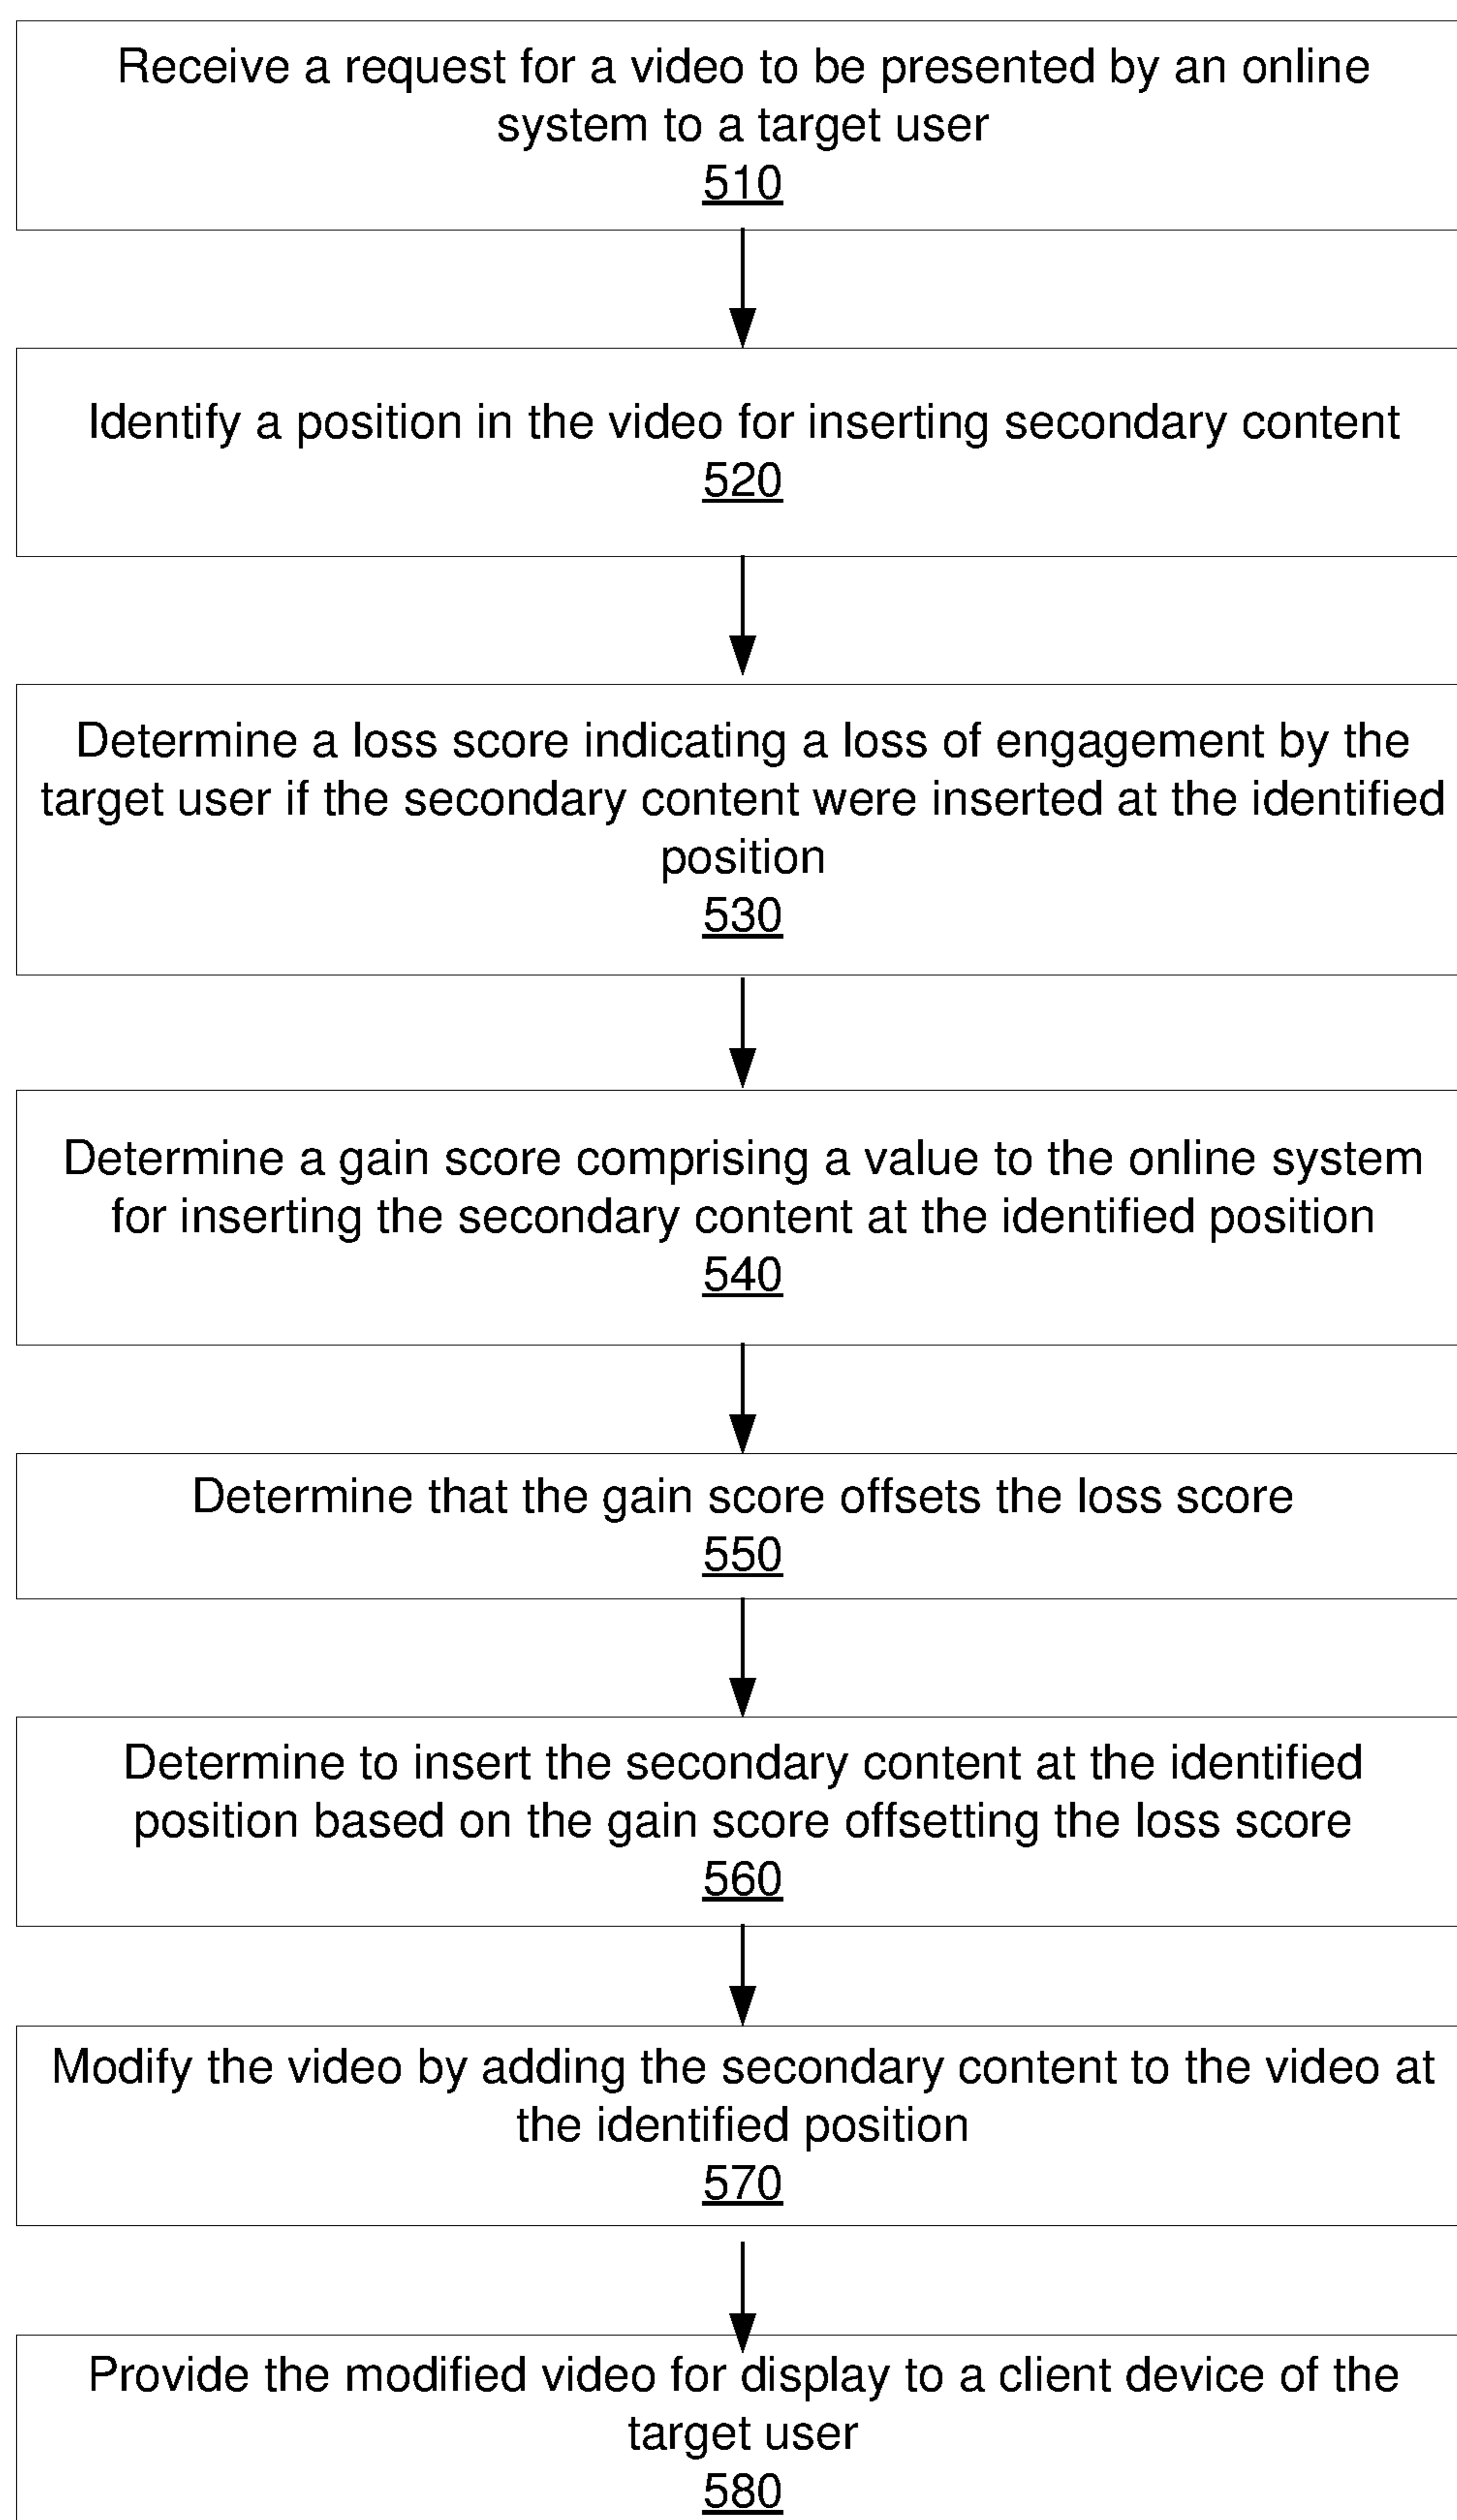 Receive a request for a video to be presented by an online
system to a target user
510
Identify a position in the video for inserting secondary content
520
Determine a loss score indicating a loss of engagement by the
target user if the secondary content were inserted at the identified
position
530
Determine a gain score comprising a value to the online system
for inserting the secondary content at the identified position
540
Determine that the gain score offsets the loss score
550
Determine to insert the secondary content at the identified
position based on the gain score offsetting the loss score
560
Modify the video by adding the secondary content to the video at
the identified position
570
Provide the modified video for display to a client device of the
target user
580